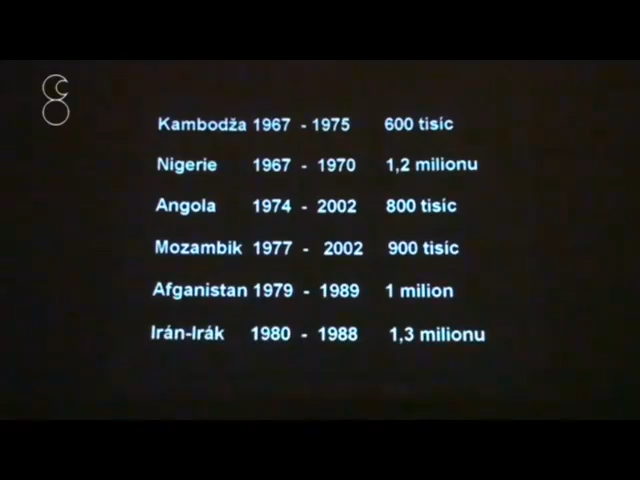 Kambodža 1967 - 1975 600 tisíc
Nigerie 1967 - 1970 1,2 milionu
Angola 1974 - 2002 800 tisíc
Mozambik 1977 - 2002 900 tisíc
Afganistan 1979 - 1989 1 milion
Irán-Irák 1980 - 1988 1,3 milionu